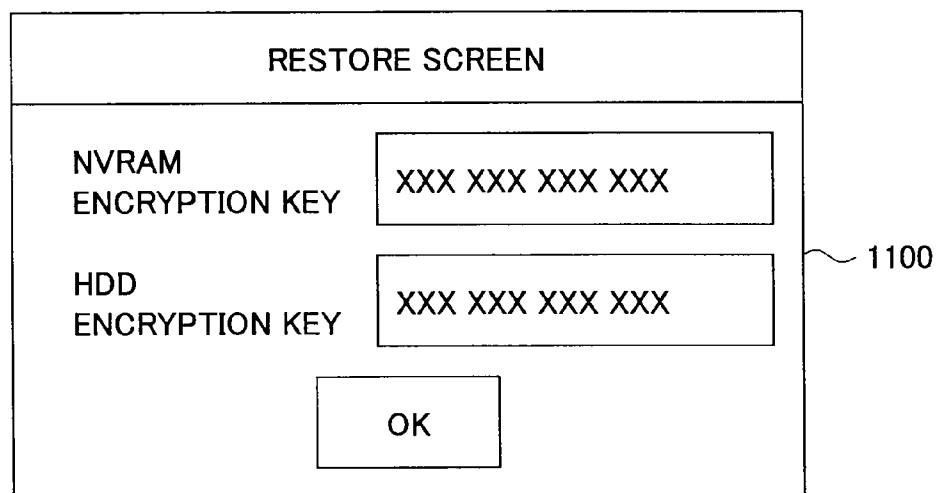 RESTORE SCREEN
NVRAM
ENCRYPTION KEY
XXX XXX XXX XXX
HDD
ENCRYPTION KEY
XXX XXX XXX XXX
OK
1100